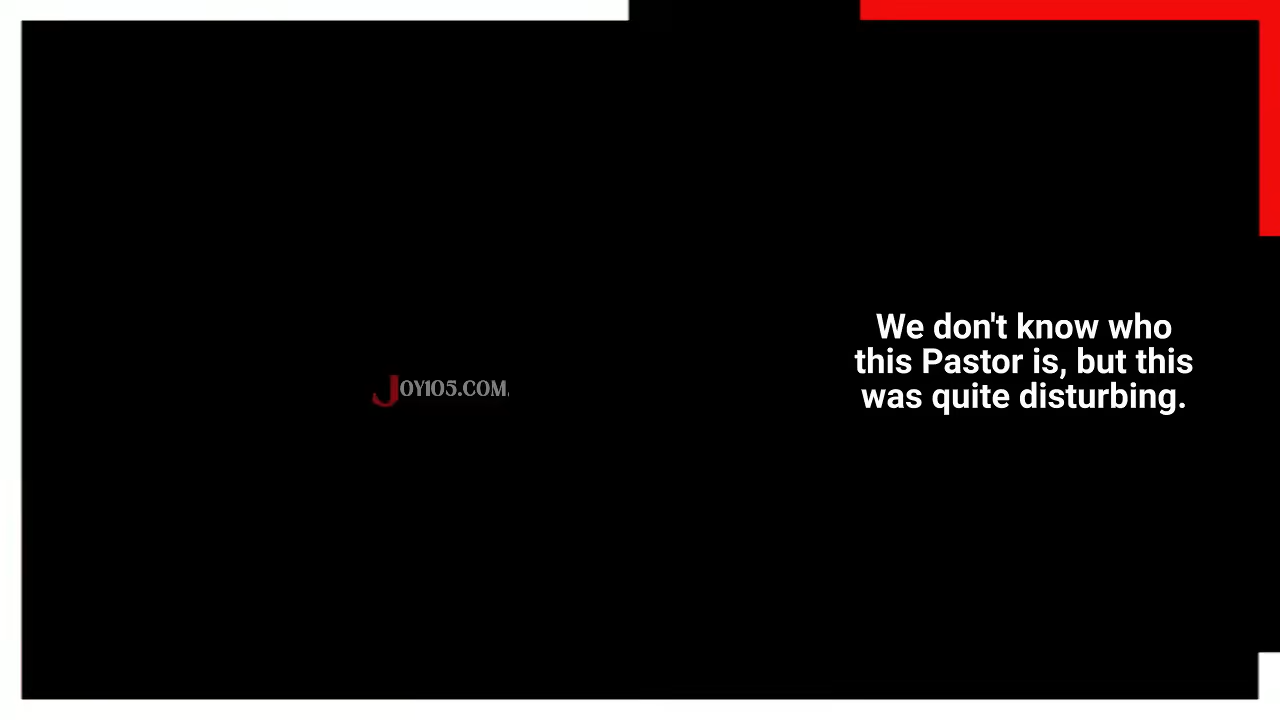 We don't know who
this Pastor is, but this
was quite disturbing.
JOY105.COM